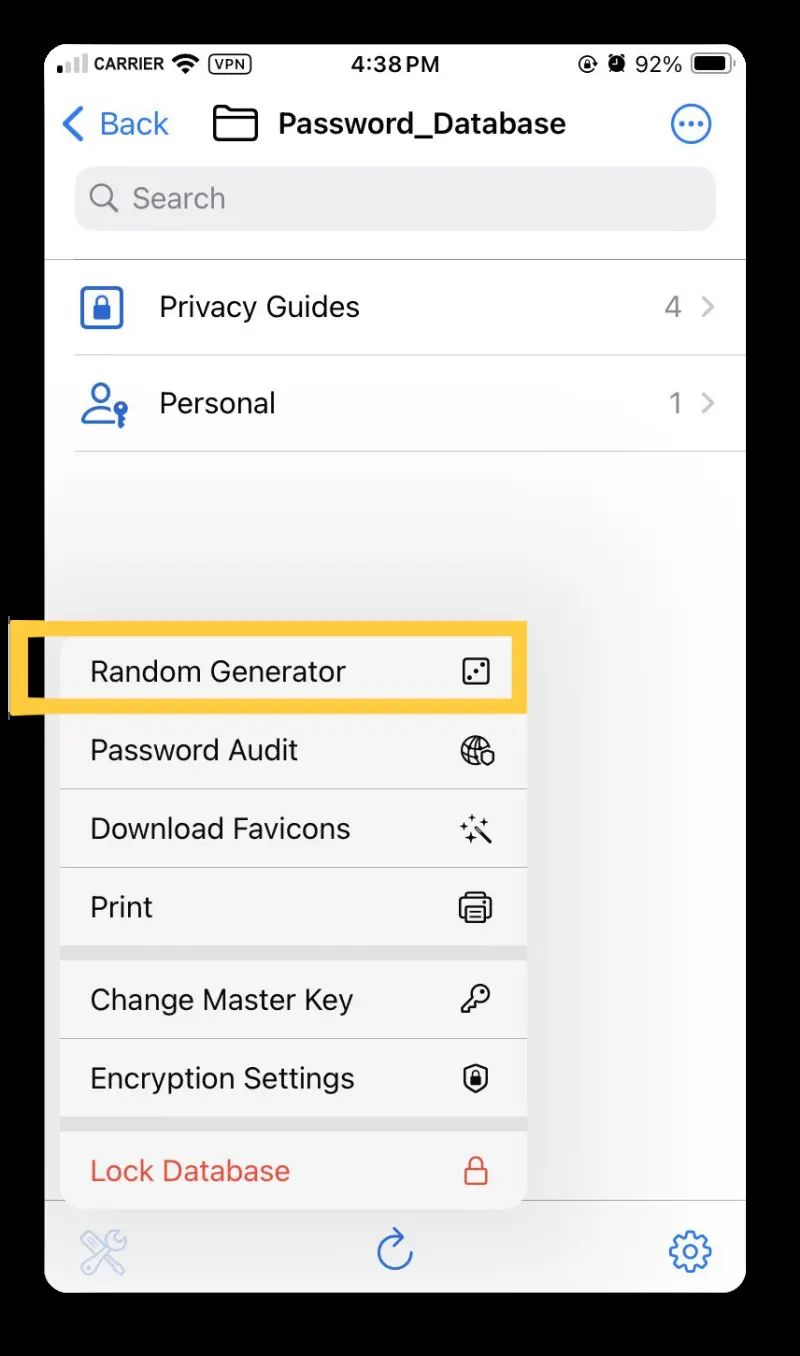 CARRIER VPN 4:38 PM 92%
Back Password_Database
Search
Privacy Guides 4
Personal 1
Random Generator
Password Audit
Download Favicons
Print
Change Master Key
Encryption Settings
Lock Database